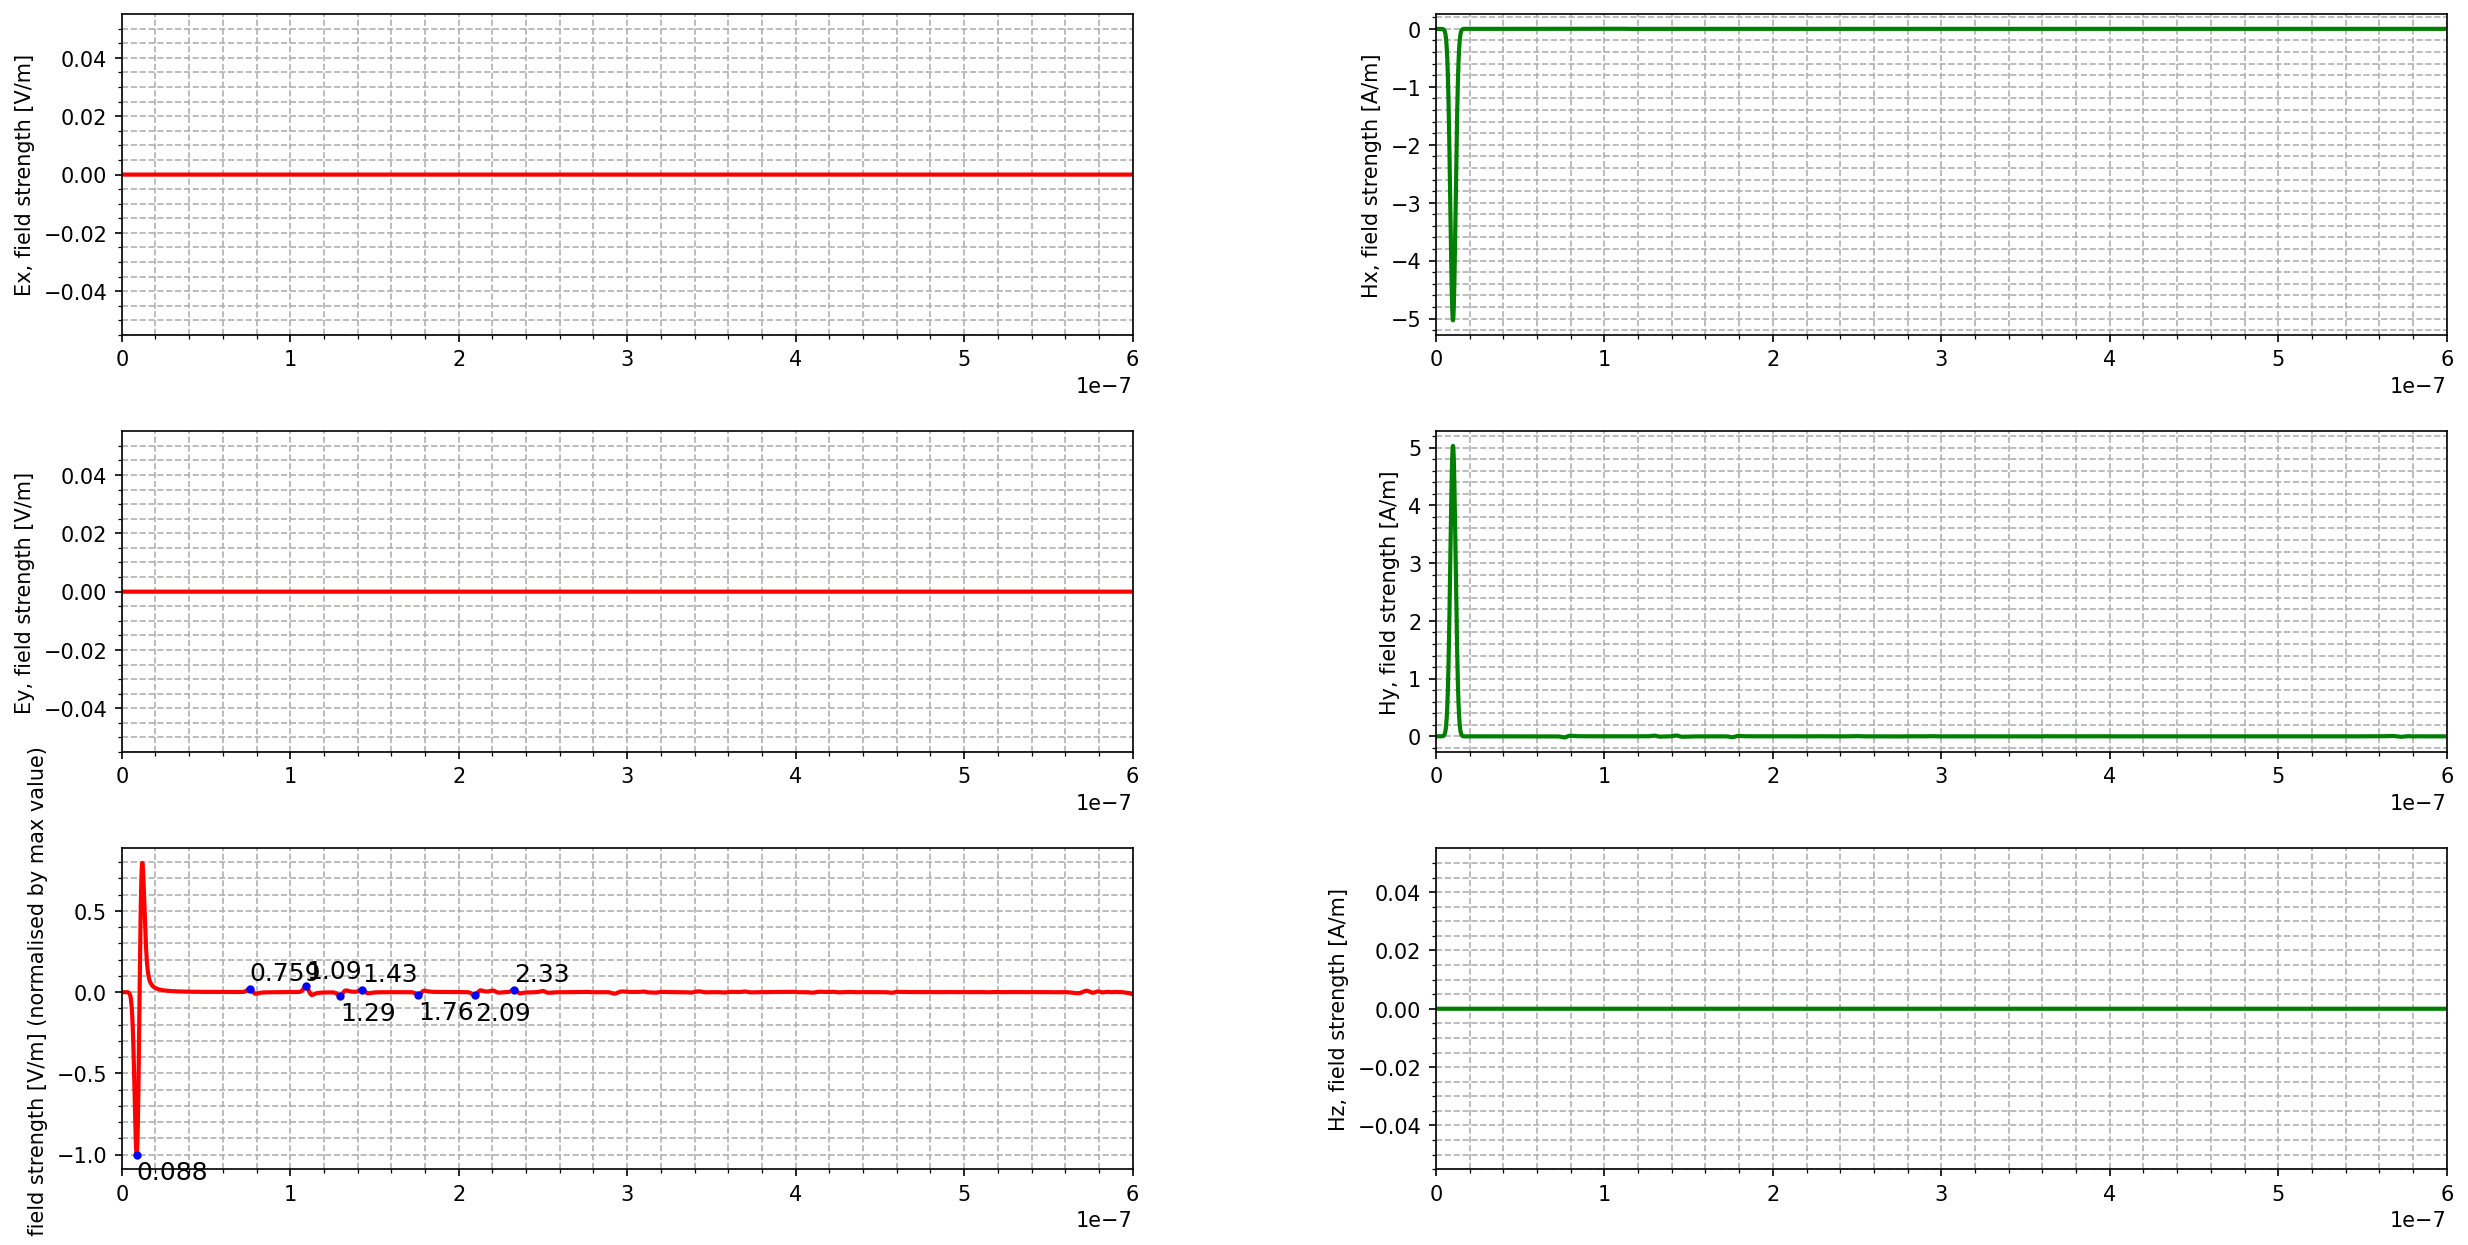 Ex, field strength [V/m]
0.04
0.02
0.00
−0.02
−0.04
0 1 2 3 4 5 6
1e−7
Hx, field strength [A/m]
0
−1
−2
−3
−4
−5
0 1 2 3 4 5 6
1e−7
Ey, field strength [V/m]
0.04
0.02
0.00
−0.02
−0.04
0 1 2 3 4 5 6
1e−7
Hy, field strength [A/m]
5
4
3
2
1
0
0 1 2 3 4 5 6
1e−7
field strength [V/m] (normalised by max value)
0.5
0.0
−0.5
−1.0
0.759 1.09 1.43 2.33
1.29 1.76 2.09
0.088
0 1 2 3 4 5 6
1e−7
Hz, field strength [A/m]
0.04
0.02
0.00
−0.02
−0.04
0 1 2 3 4 5 6
1e−7